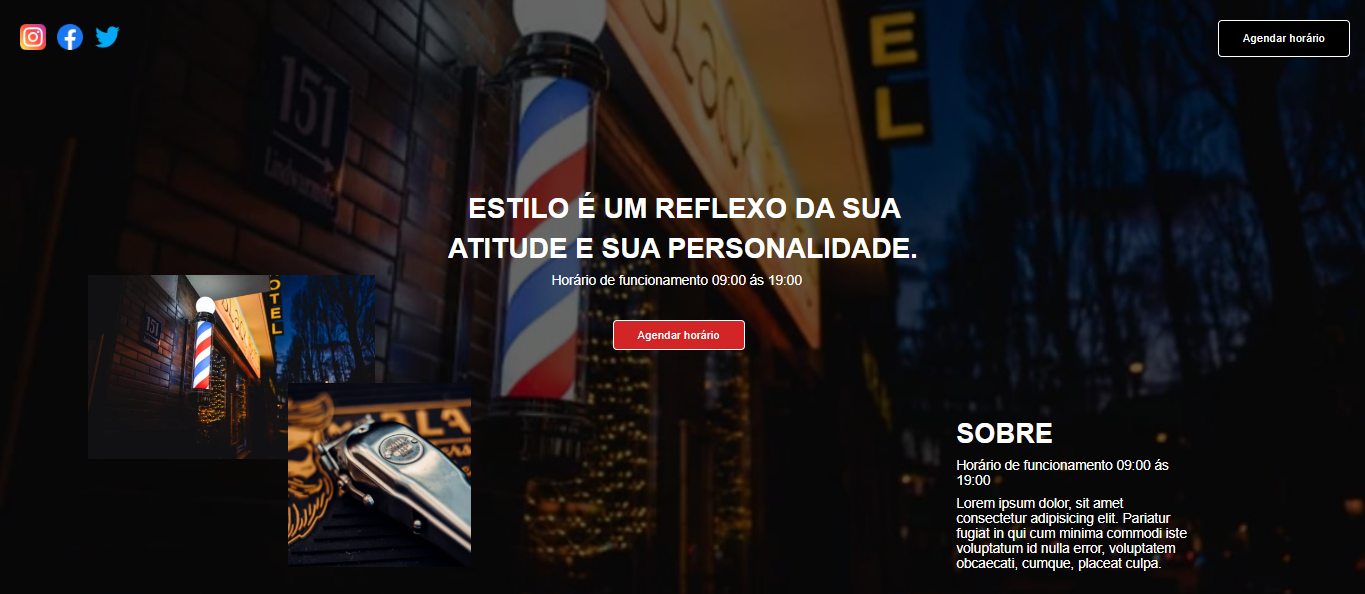 Agendar horário
151
EL
ESTILO É UM REFLEXO DA SUA
ATITUDE E SUA PERSONALIDADE.
Horário de funcionamento 09:00 ás 19:00
Agendar horário
OTEL
151
SOBRE
Horário de funcionamento 09:00 ás
19:00
Lorem ipsum dolor, sit amet
consectetur adipisicing elit. Pariatur
fugiat in qui cum minima commodi iste
voluptatum id nulla error, voluptatem
obcaecati, cumque, placeat culpa.